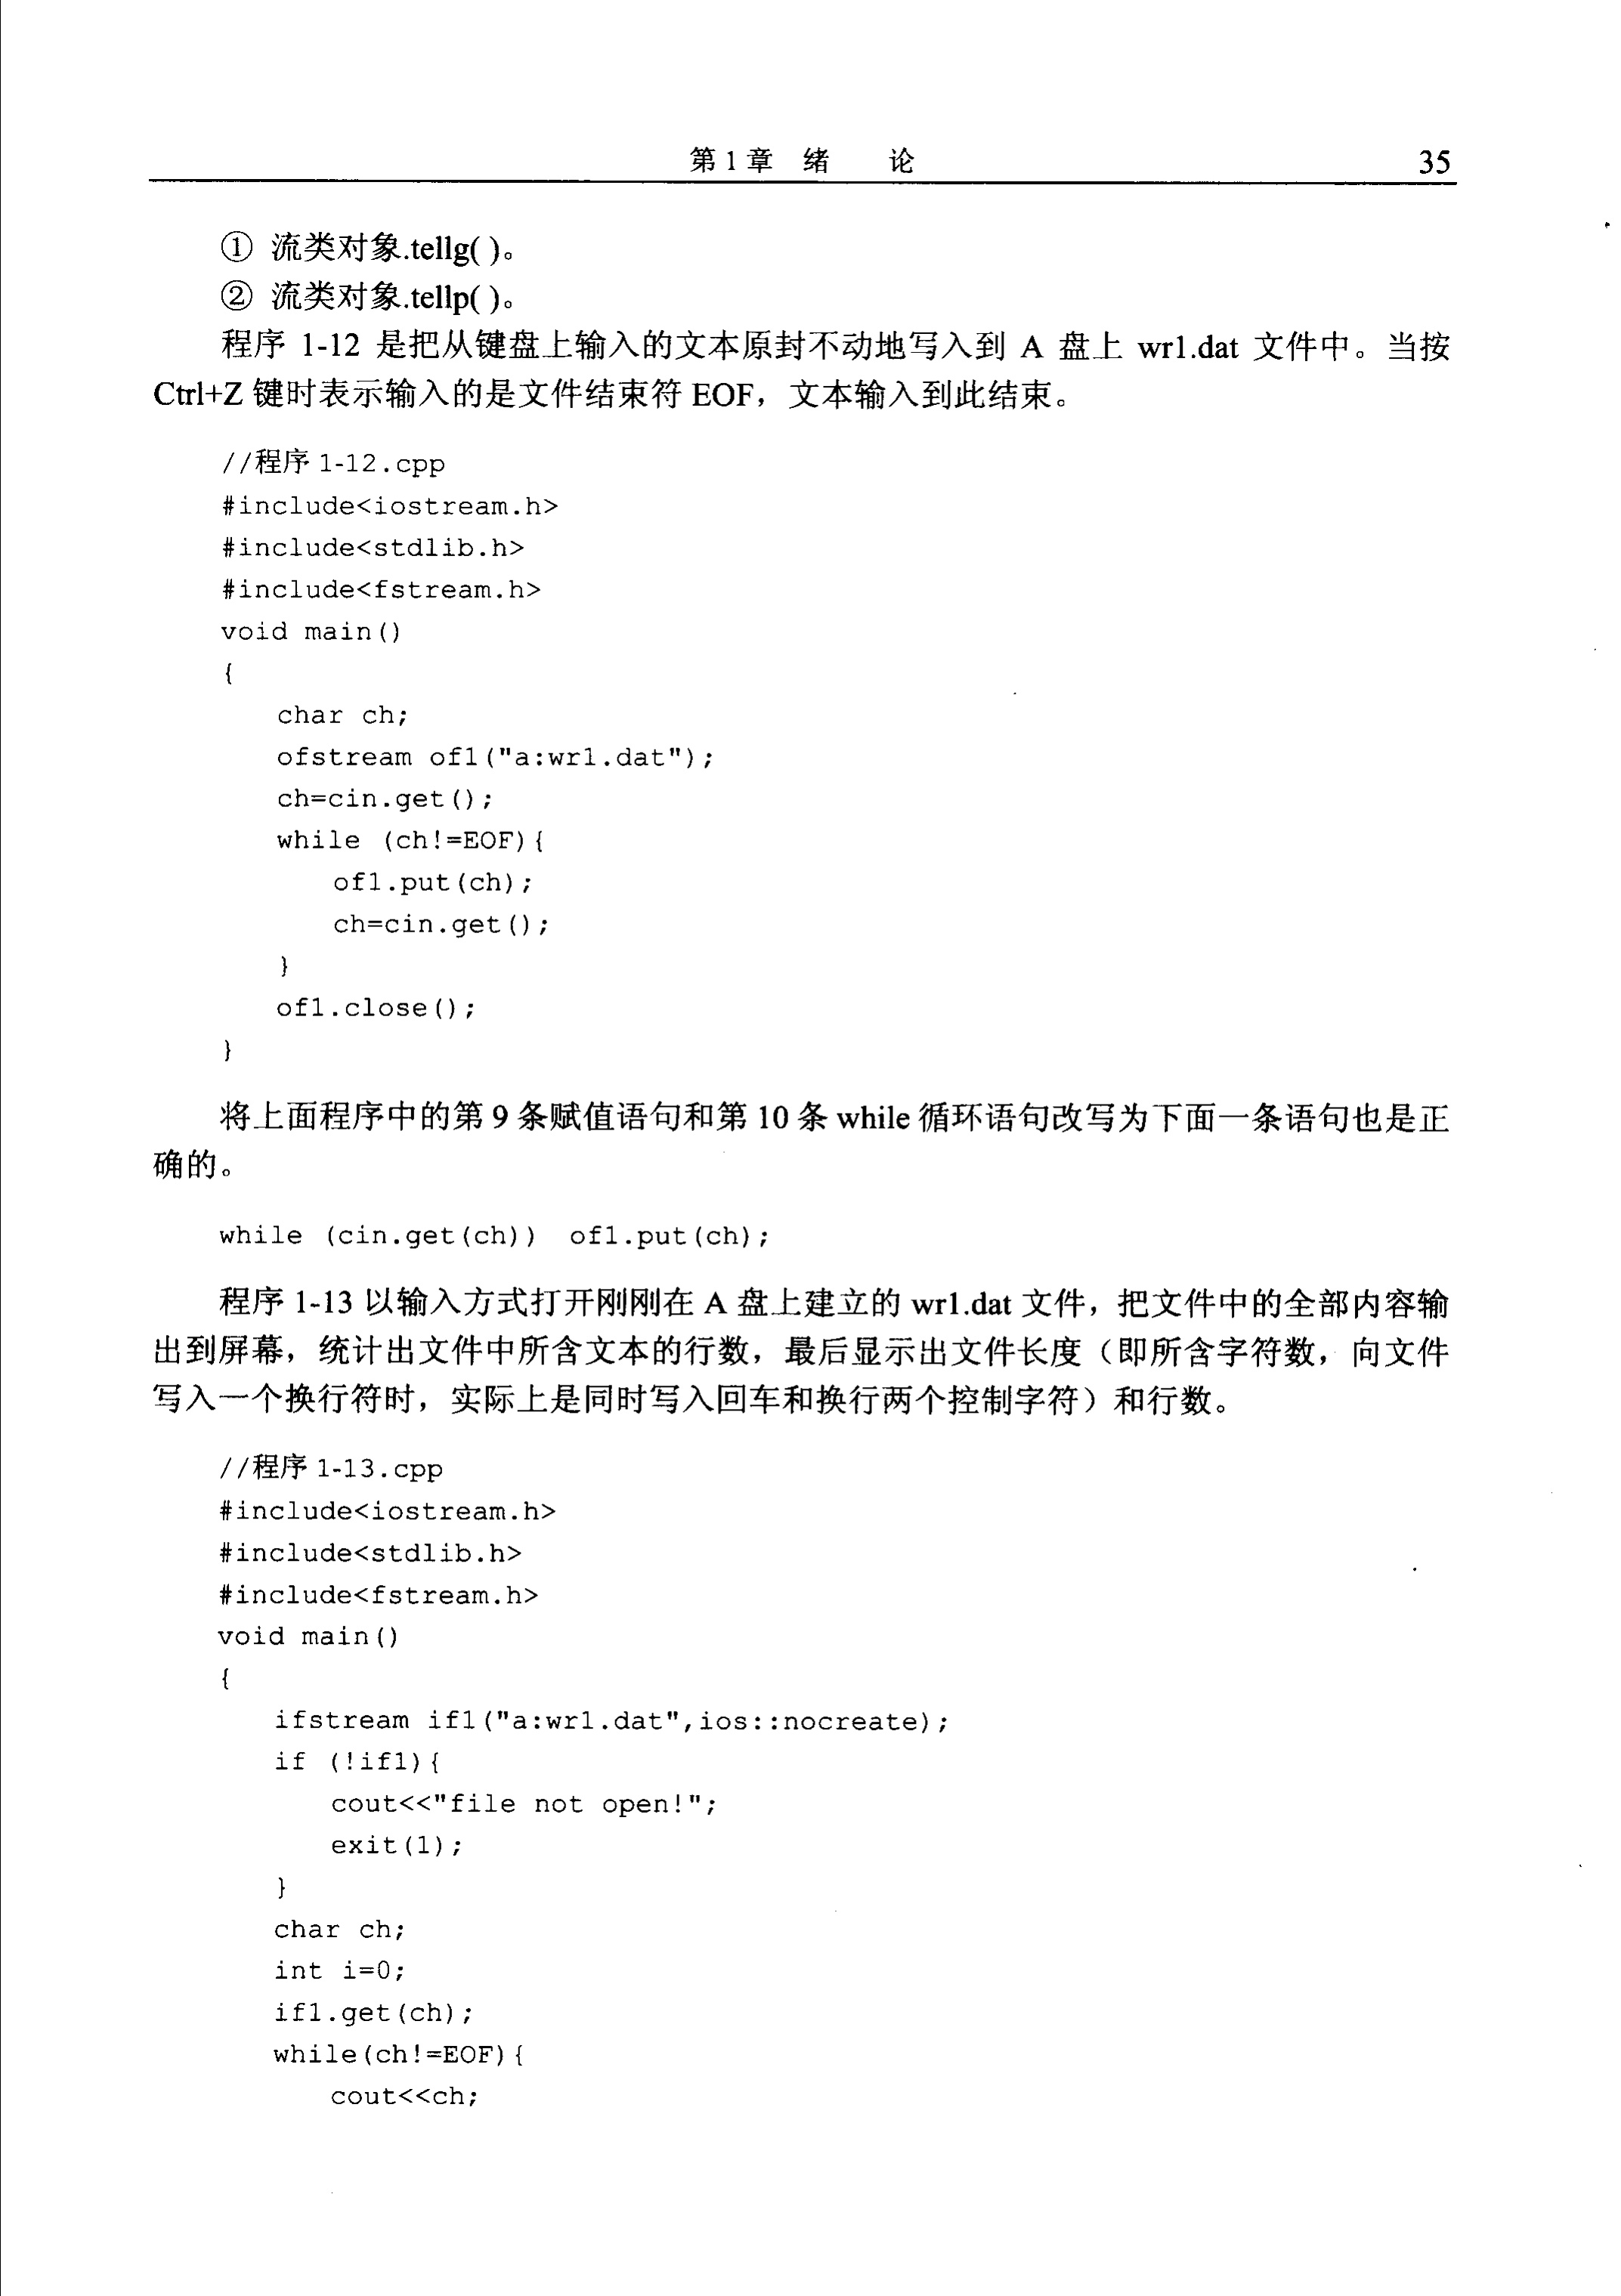 第1章 绪 论 35
① 流类对象.tellg( )。
② 流类对象.tellp( )。
程序 1-12 是把从键盘上输入的文本原封不动地写入到 A 盘上 wr1.dat 文件中。当按
Ctrl+Z 键时表示输入的是文件结束符 EOF，文本输入到此结束。
//程序 1-12.cpp
#include<iostream.h>
#include<stdlib.h>
#include<fstream.h>
void main()
{
char ch;
ofstream of1("a:wr1.dat");
ch=cin.get();
while (ch!=EOF){
of1.put(ch);
ch=cin.get();
}
of1.close();
}
将上面程序中的第 9 条赋值语句和第 10 条 while 循环语句改写为下面一条语句也是正
确的。
while (cin.get(ch)) of1.put(ch);
程序 1-13 以输入方式打开刚刚在 A 盘上建立的 wr1.dat 文件，把文件中的全部内容输
出到屏幕，统计出文件中所含文本的行数，最后显示出文件长度（即所含字符数，向文件
写入一个换行符时，实际上是同时写入回车和换行两个控制字符）和行数。
//程序 1-13.cpp
#include<iostream.h>
#include<stdlib.h>
#include<fstream.h>
void main()
{
ifstream if1("a:wr1.dat",ios::nocreate);
if (!if1){
cout<<"file not open!";
exit(1);
}
char ch;
int i=0;
if1.get(ch);
while(ch!=EOF){
cout<<ch;